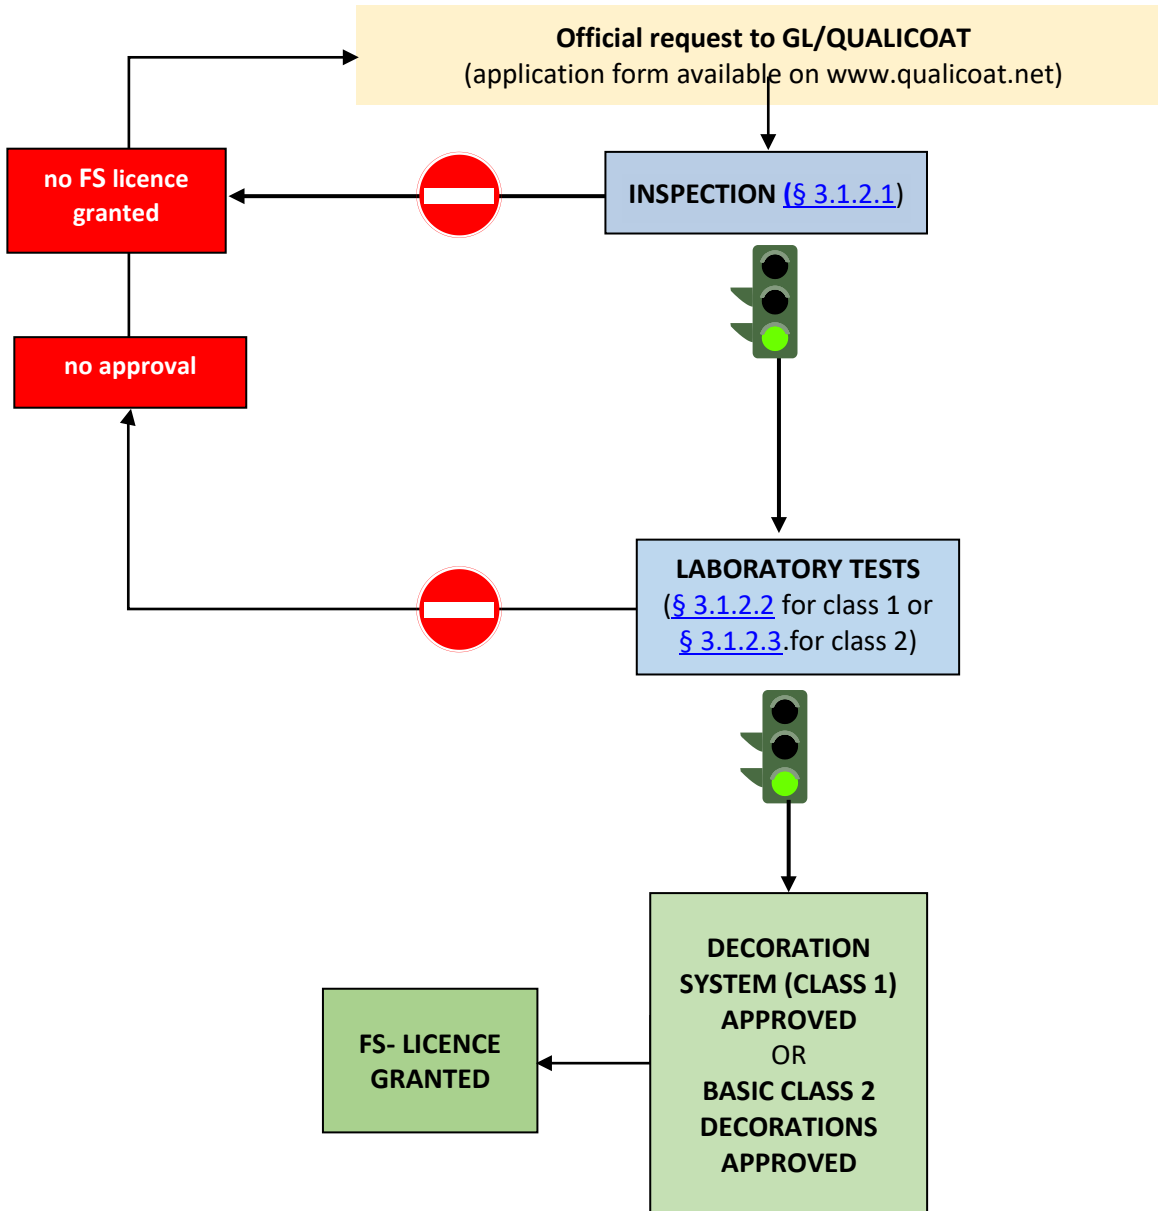 Official request to GL/QUALICOAT
(application form available on www.qualicoat.net)
no FS licence
granted
INSPECTION (§ 3.1.2.1)
no approval
LABORATORY TESTS
(§ 3.1.2.2 for class 1 or
§ 3.1.2.3.for class 2)
DECORATION
SYSTEM (CLASS 1)
APPROVED
OR
BASIC CLASS 2
DECORATIONS
APPROVED
FS- LICENCE
GRANTED